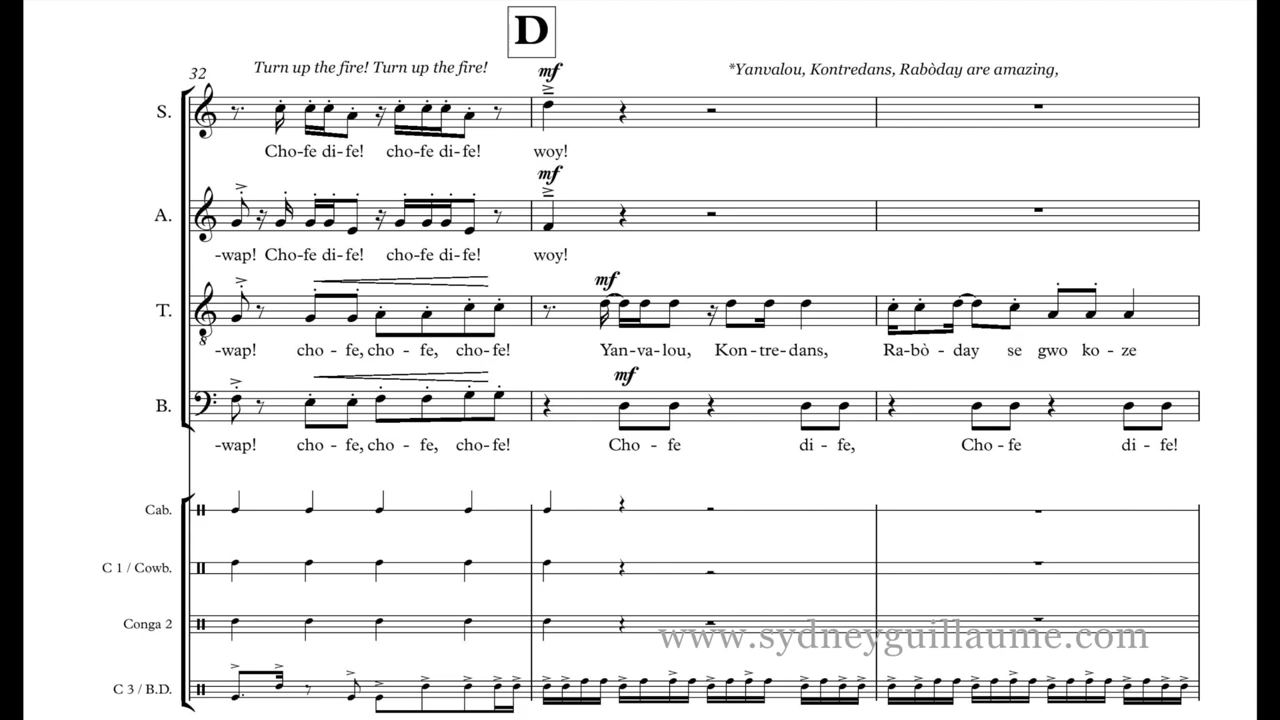 D
32 Turn up the fire! Turn up the fire! mf *Yanvalou, Kontredans, Rabòday are amazing,
S.
Cho-fe di-fe! cho-fe di-fe! woy!
mf
A.
-wap! Cho-fe di-fe! cho-fe di-fe! woy!
mf
T.
8
-wap! cho-fe, cho-fe, cho-fe! Yan-va-lou, Kon-tre-dans, Ra-bò-day se gwo ko-ze
mf
B.
-wap! cho-fe, cho-fe, cho-fe! Cho-fe di-fe, Cho-fe di-fe!
Cab.
C 1 / Cowb.
Conga 2
www.sydneyguillaume.com
C 3 / B.D.